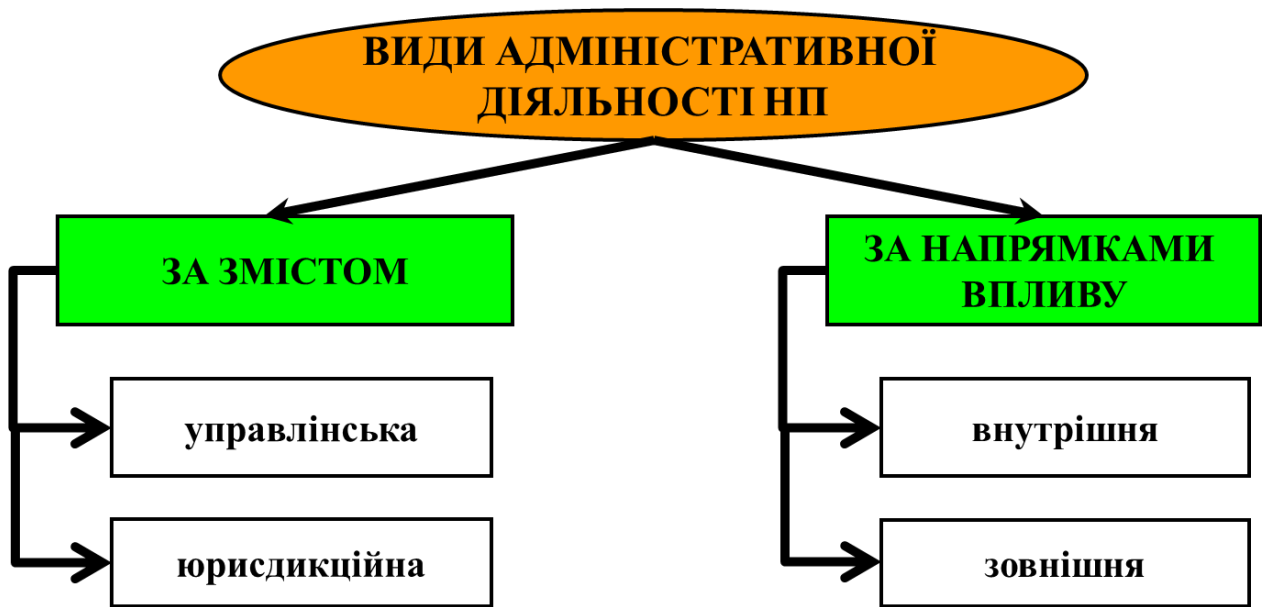 ВИДИ АДМІНІСТРАТИВНОЇ
ДІЯЛЬНОСТІ НП
ЗА ЗМІСТОМ
управлінська
юрисдикційна
ЗА НАПРЯМКАМИ
ВПЛИВУ
внутрішня
зовнішня